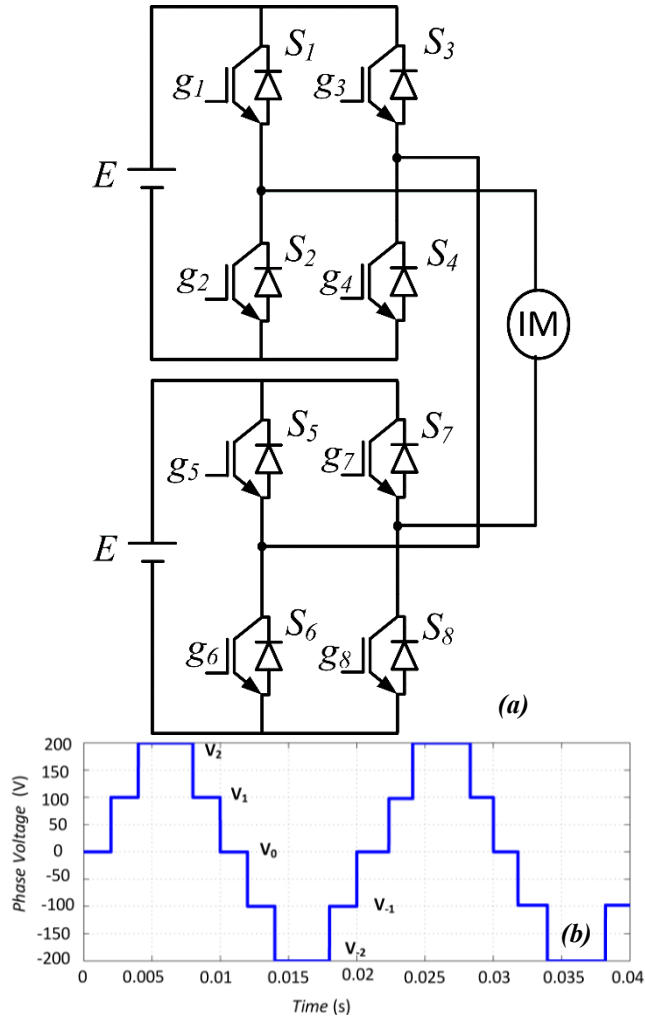 S1 S3
g1 g3
E
S2 S4
g2 g4
IM
S5 S7
g5 g7
E
S6 S8
g6 g8
(a)
Phase Voltage (V)
200
150
100
50
0
-50
-100
-150
-200
V2
V1
V0
V-1
V-2
(b)
0 0.005 0.01 0.015 0.02 0.025 0.03 0.035 0.04
Time (s)